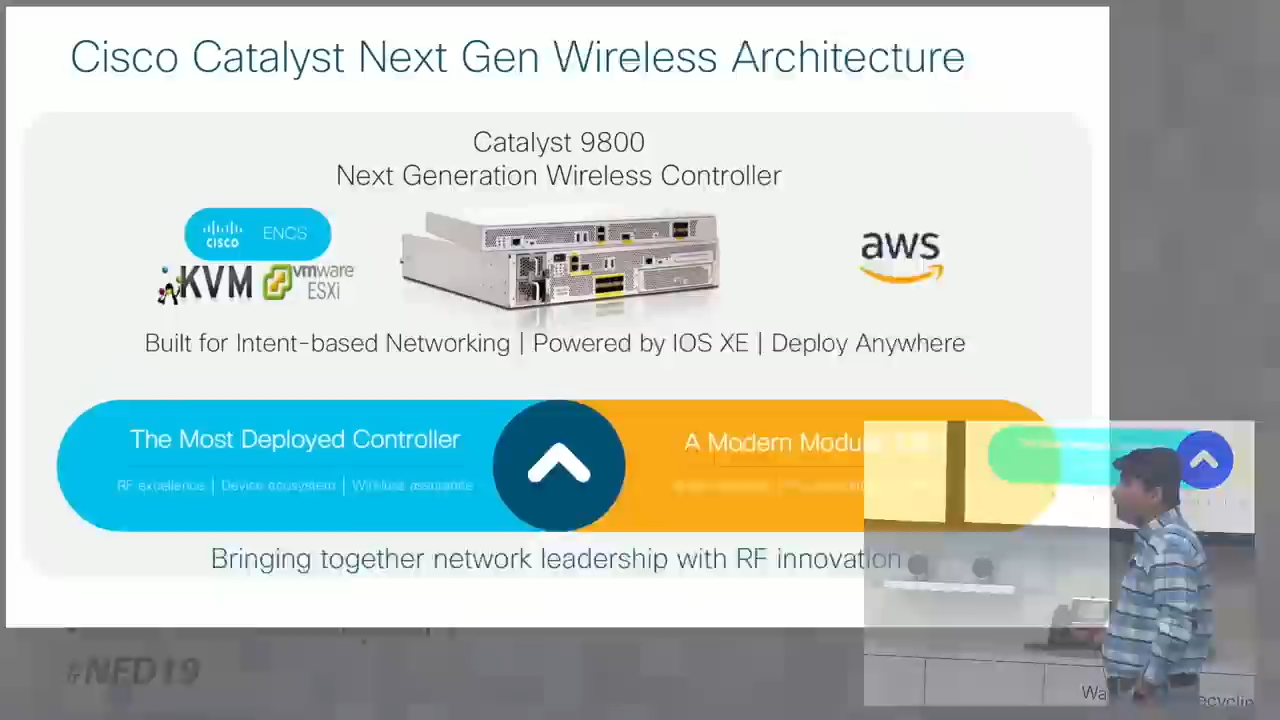 Cisco Catalyst Next Gen Wireless Architecture
Catalyst 9800
Next Generation Wireless Controller
CISCO ENCS
KVM vmware ESXi
aws
Built for Intent-based Networking | Powered by IOS XE | Deploy Anywhere
The Most Deployed Controller
A Modern
RF excellence | Device ecosystem | Wireless assurance
Bringing together network leadership with RF innovation
#NFD19